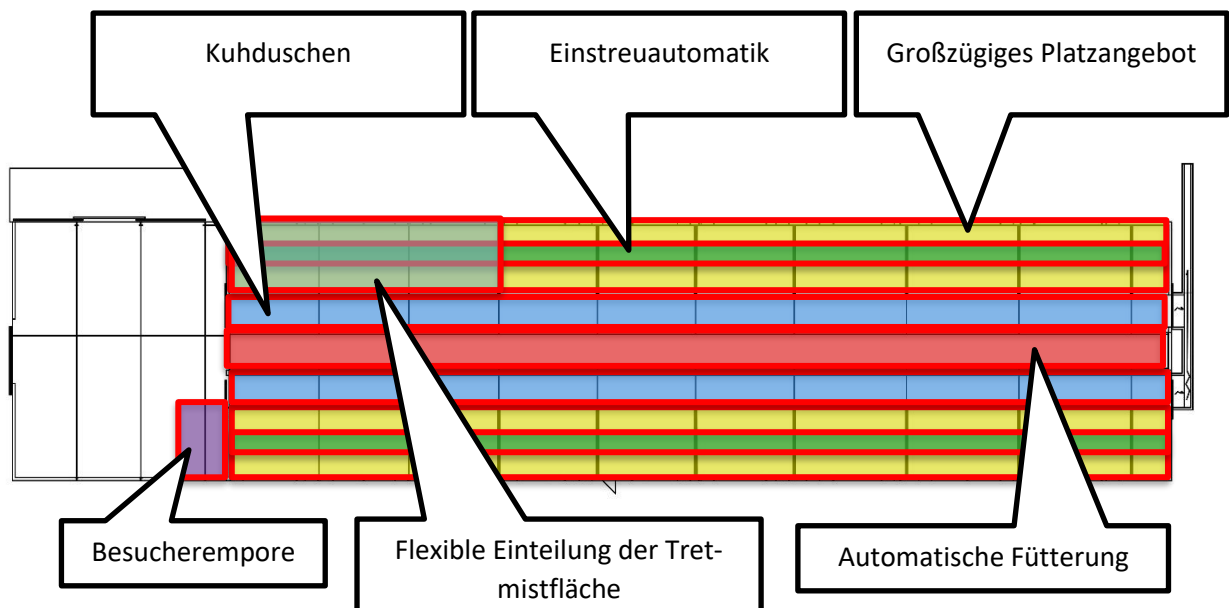 Kuhduschen
Einstreuautomatik
Großzügiges Platzangebot
Besucherempore
Flexible Einteilung der Tret-
mistfläche
Automatische Fütterung